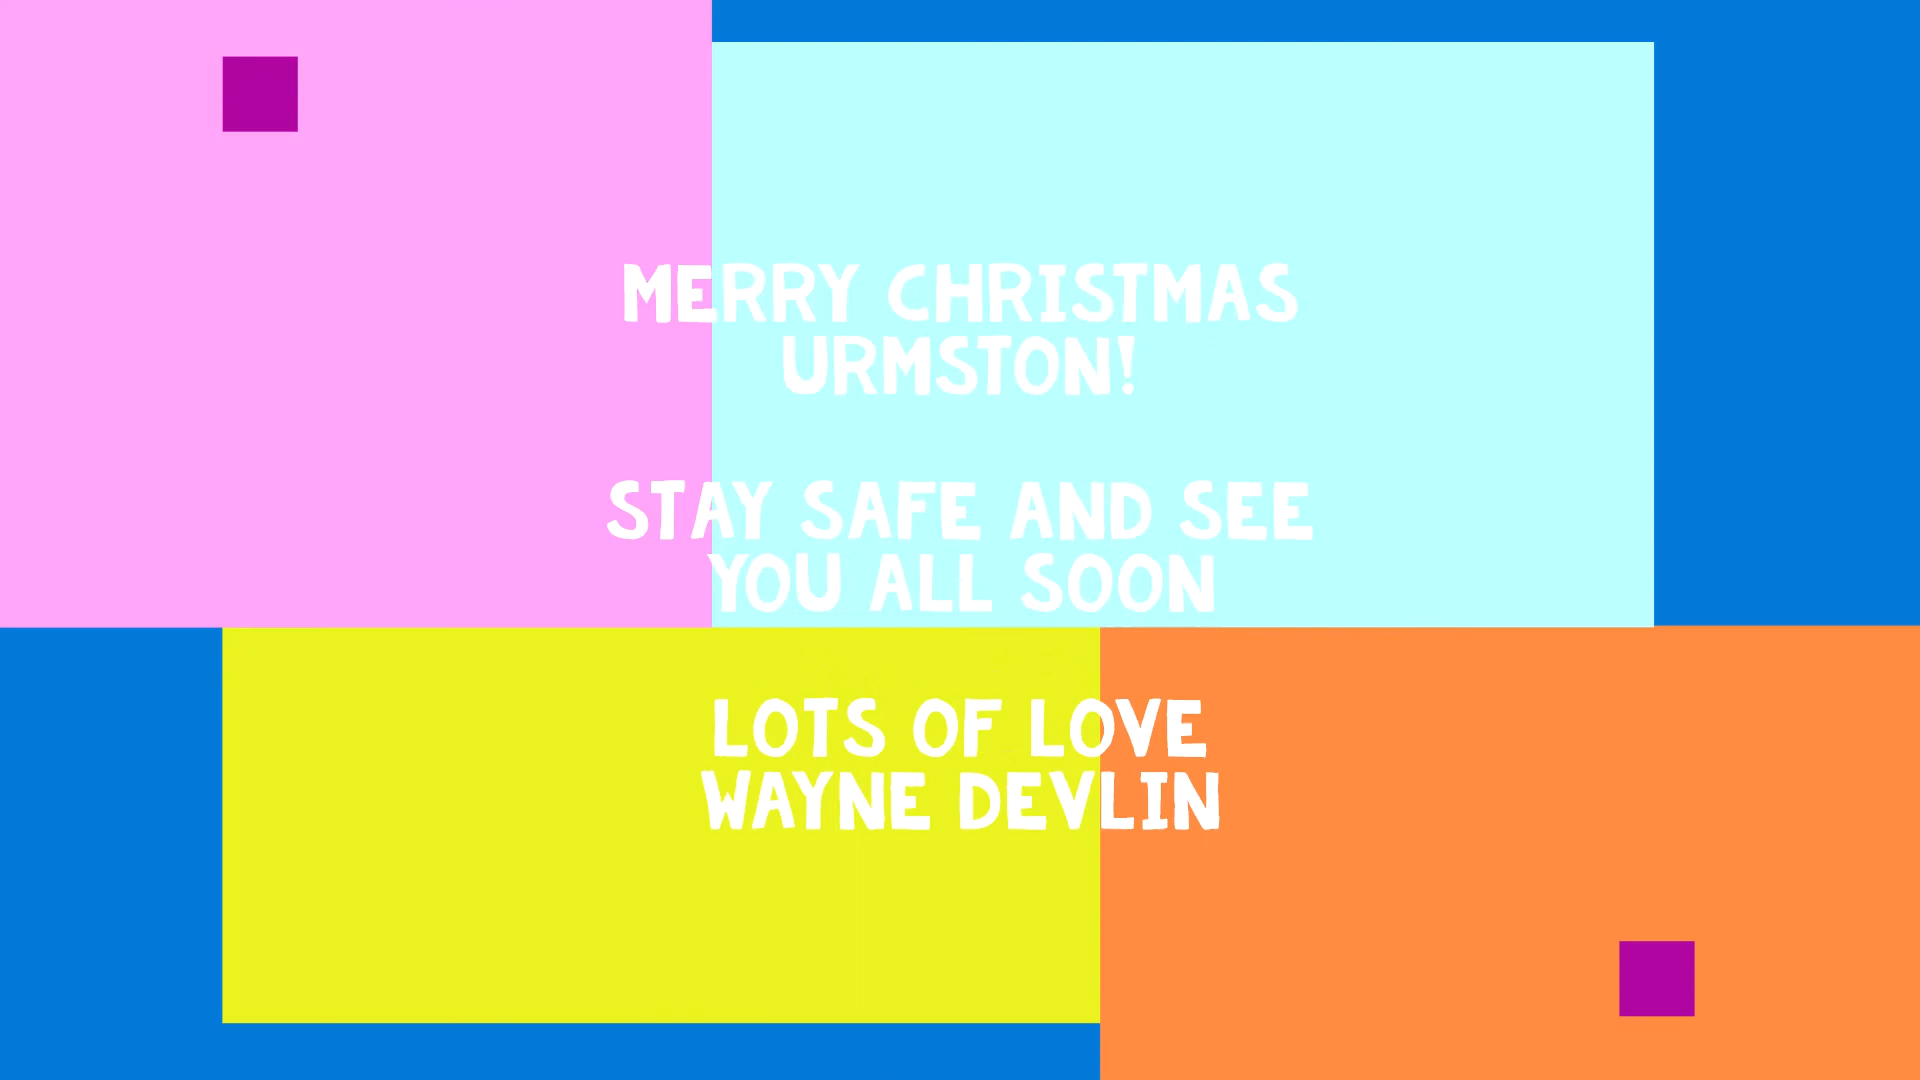 MERRY CHRISTMAS
URMSTON!
STAY SAFE AND SEE
YOU ALL SOON
LOTS OF LOVE
WAYNE DEVLIN